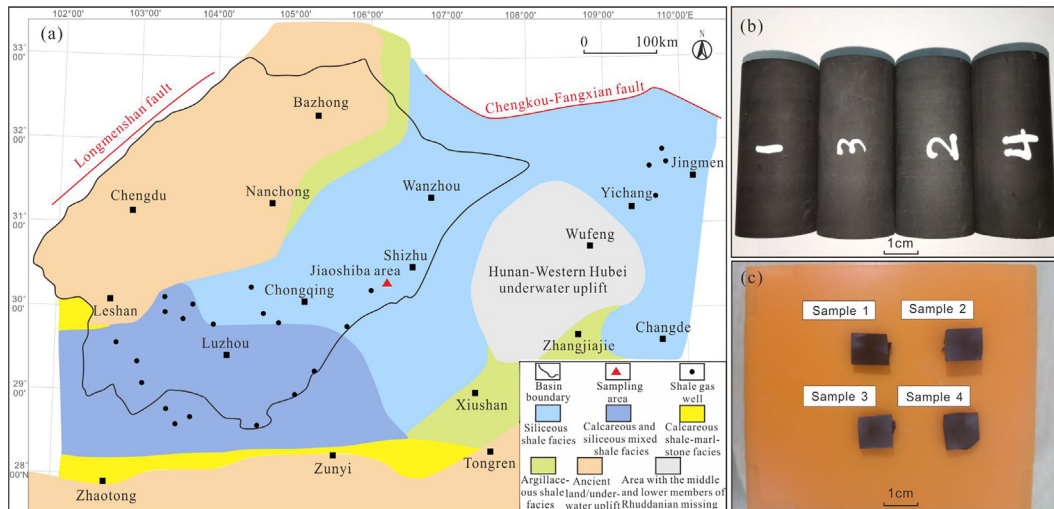 (a)
102°00'
103°00'
104°00'
105°00'
106°00'
107°00'
108°00'
109°00'
110°00'E
33°
00'
32°
00'
31°
00'
30°
00'
29°
00'
28°
00'N
0 100km
N
Longmenshan fault
Chengkou-Fangxian fault
Bazhong
Jingmen
Chengdu
Nanchong
Wanzhou
Yichang
Wufeng
Shizhu
Jiaoshiba area
Hunan-Western Hubei
underwater uplift
Leshan
Chongqing
Changde
Luzhou
Zhangjiajie
Xiushan
Zunyi
Tongren
Zhaotong
Basin
boundary
Sampling
area
Shale gas
well
Siliceous
shale facies
Calcareous and
siliceous mixed
shale facies
Calcareous
shale-marl-
stone facies
Argillace-
ous shale
facies
Ancient
land/under-
water uplift
Area with the middle
and lower members of
Rhuddanian missing
(b)
1
3
2
4
1cm
(c)
Sample 1
Sample 2
Sample 3
Sample 4
1cm